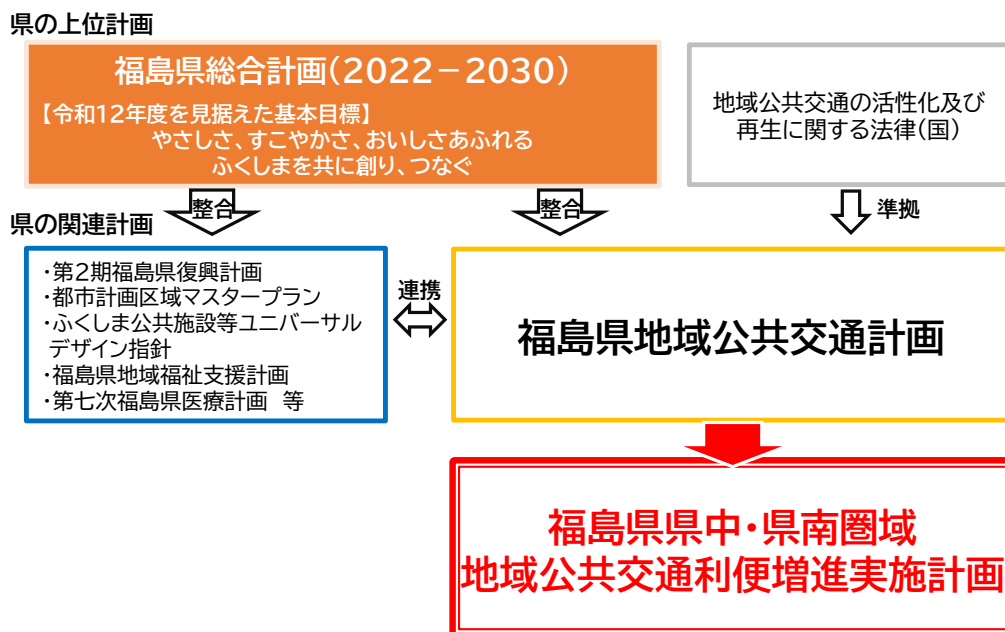 県の上位計画
福島県総合計画(2022－2030)
【令和12年度を見据えた基本目標】
やさしさ、すこやかさ、おいしさあふれる
ふくしまを共に創り、つなぐ
地域公共交通の活性化及び
再生に関する法律(国)
整合
整合
準拠
県の関連計画
・第2期福島県復興計画
・都市計画区域マスタープラン
・ふくしま公共施設等ユニバーサル
デザイン指針
・福島県地域福祉支援計画
・第七次福島県医療計画　等
連携
福島県地域公共交通計画
福島県県中・県南圏域
地域公共交通利便増進実施計画